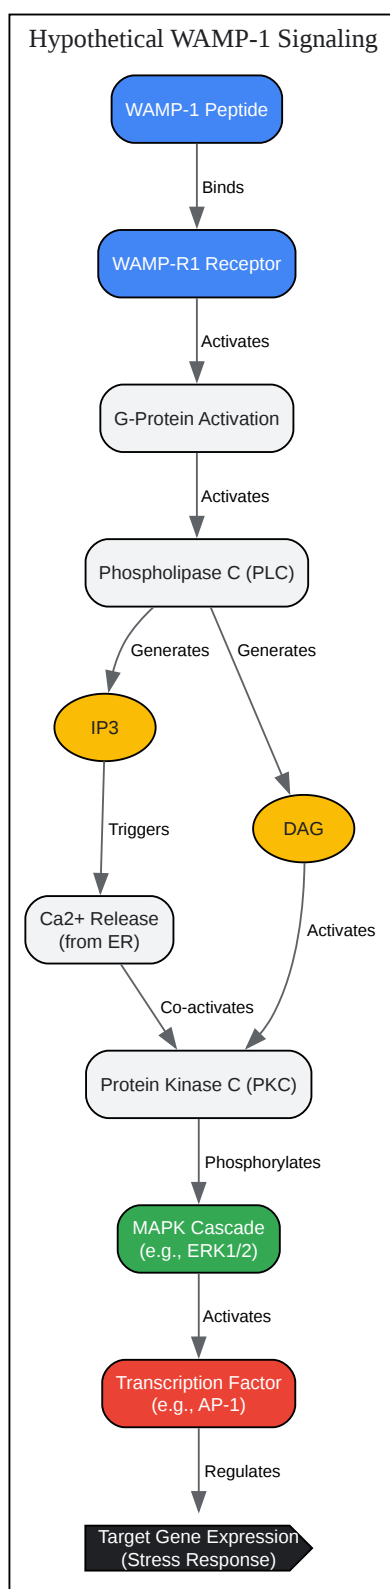 Hypothetical WAMP-1 Signaling
WAMP-1 Peptide
Binds
WAMP-R1 Receptor
Activates
G-Protein Activation
Activates
Phospholipase C (PLC)
Generates
Generates
IP3
DAG
Triggers
Ca2+ Release
(from ER)
Activates
Co-activates
Protein Kinase C (PKC)
Phosphorylates
MAPK Cascade
(e.g., ERK1/2)
Activates
Transcription Factor
(e.g., AP-1)
Regulates
Target Gene Expression
(Stress Response)